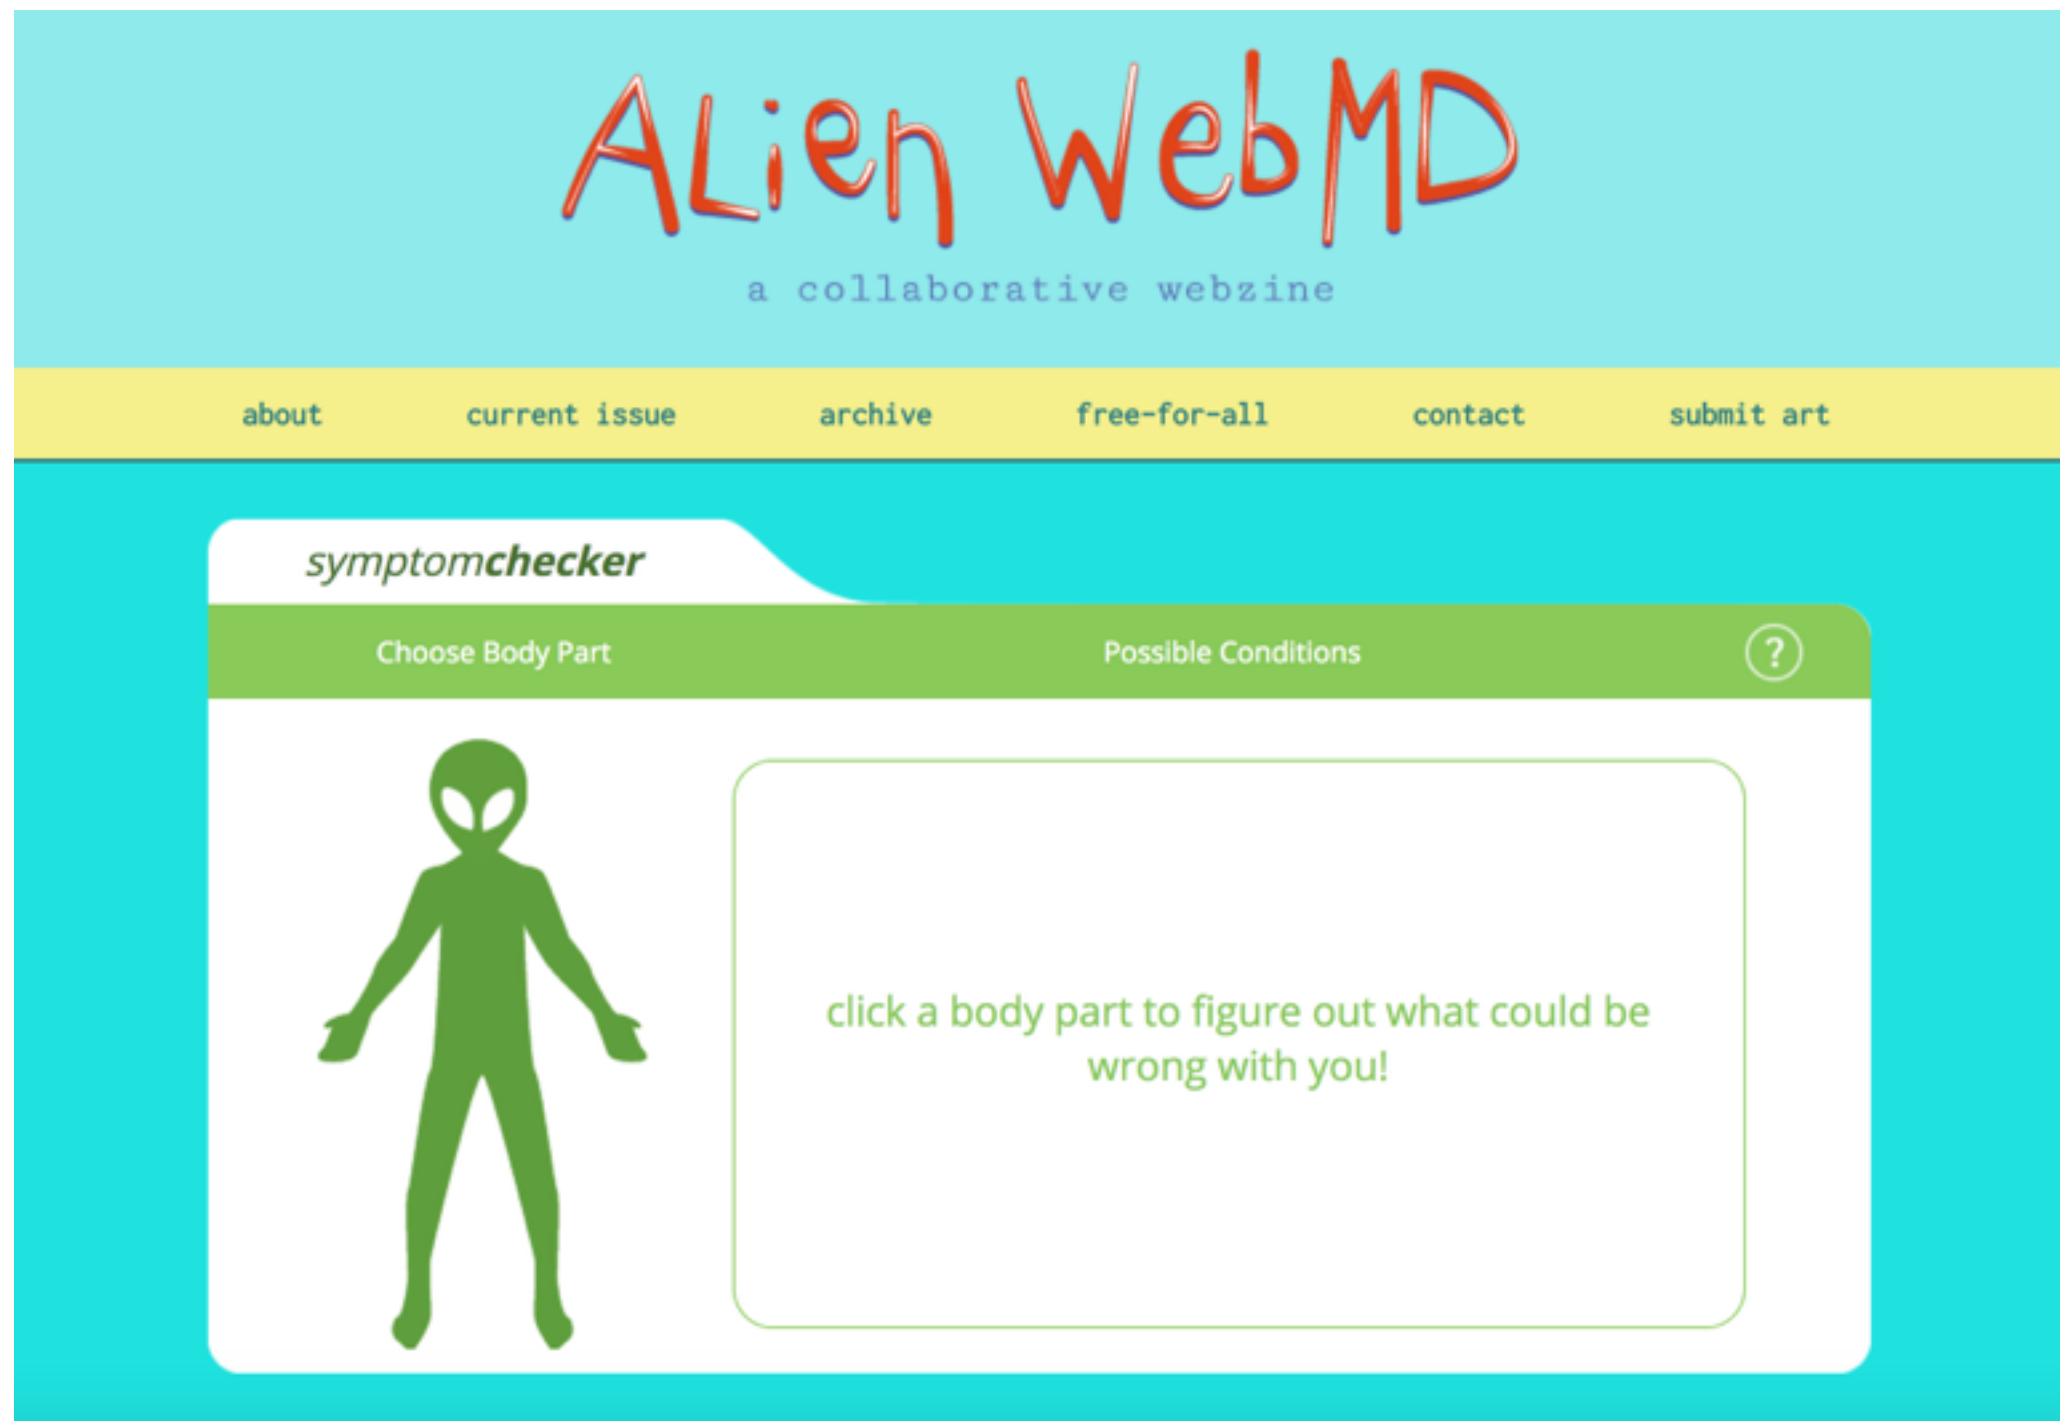 ALien WebMD
a collaborative webzine
about current issue archive free-for-all contact submit art
symptomchecker
Choose Body Part Possible Conditions ?
click a body part to figure out what could be
wrong with you!